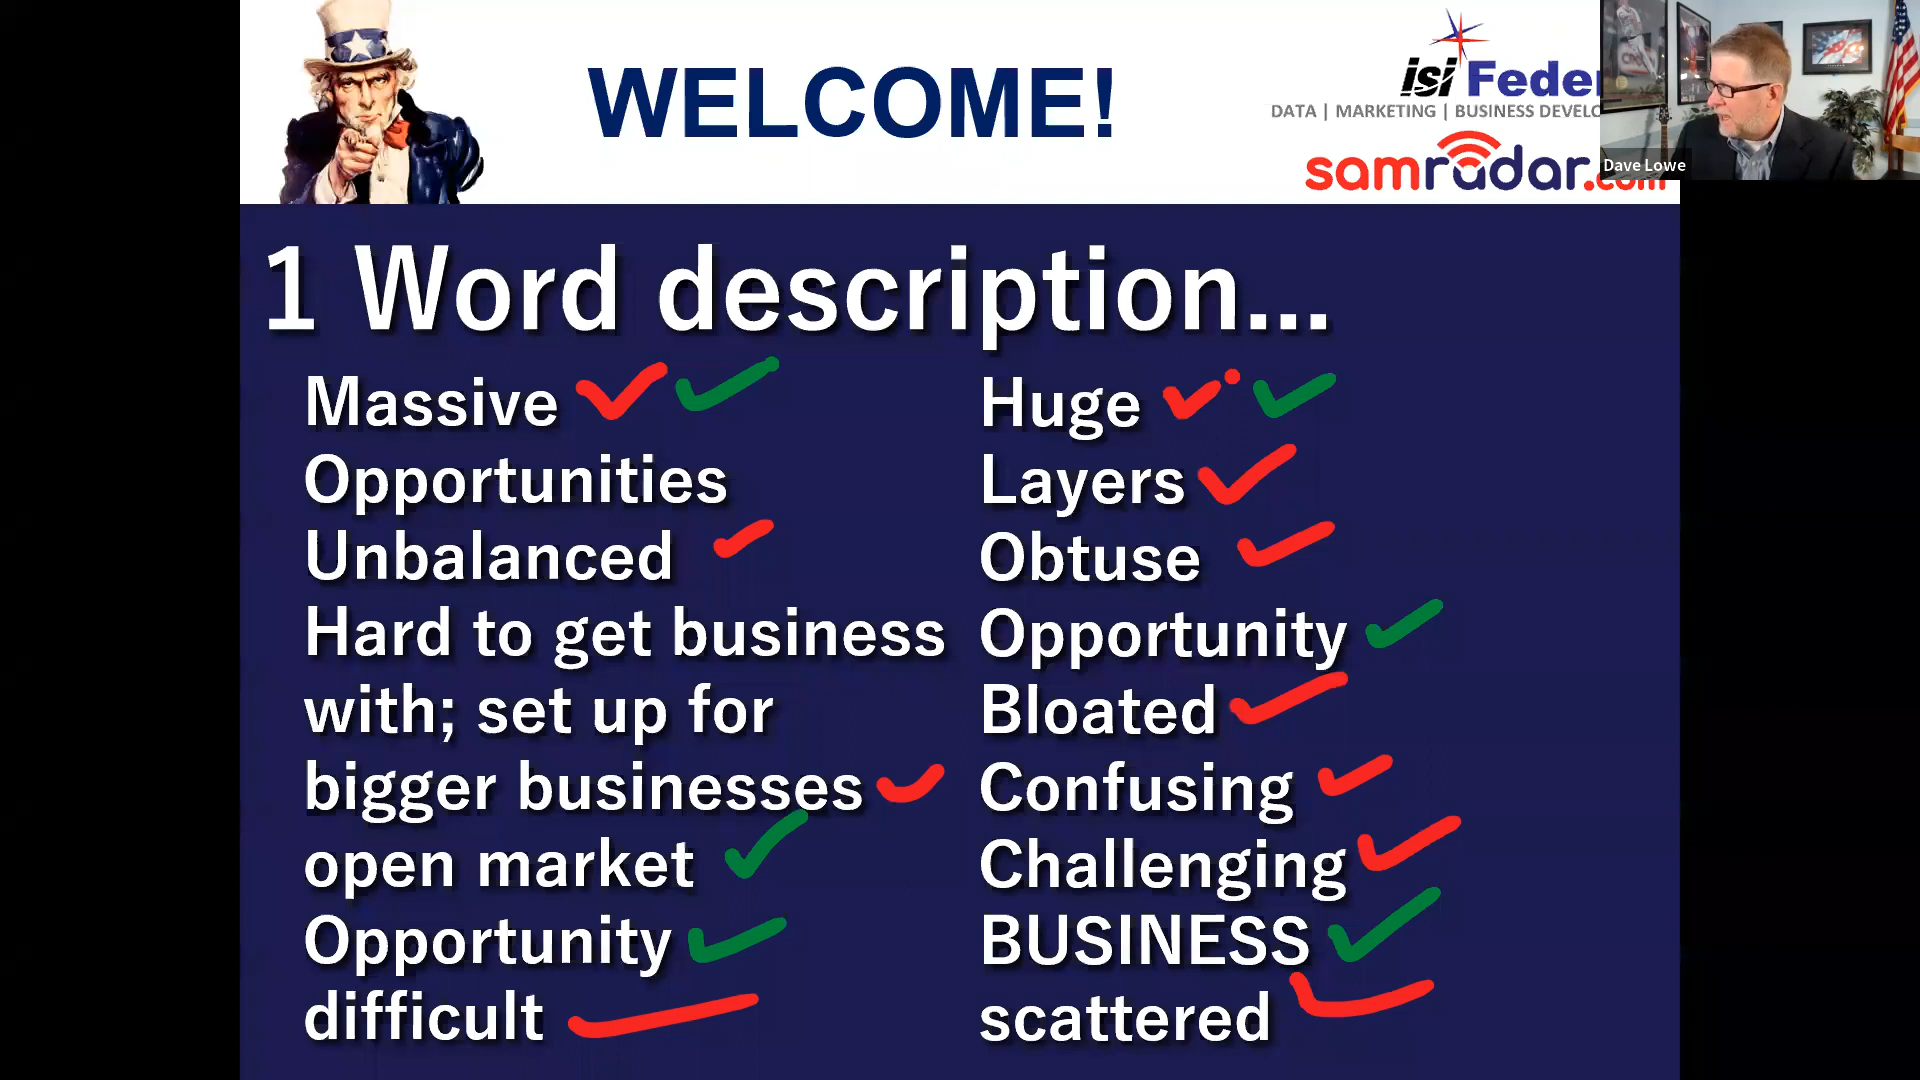 WELCOME!
isi Feder
DATA | MARKETING | BUSINESS DEVELO
samradar.com
Dave Lowe
1 Word description...
Massive
Opportunities
Unbalanced
Hard to get business
with; set up for
bigger businesses
open market
Opportunity
difficult
Huge
Layers
Obtuse
Opportunity
Bloated
Confusing
Challenging
BUSINESS
scattered